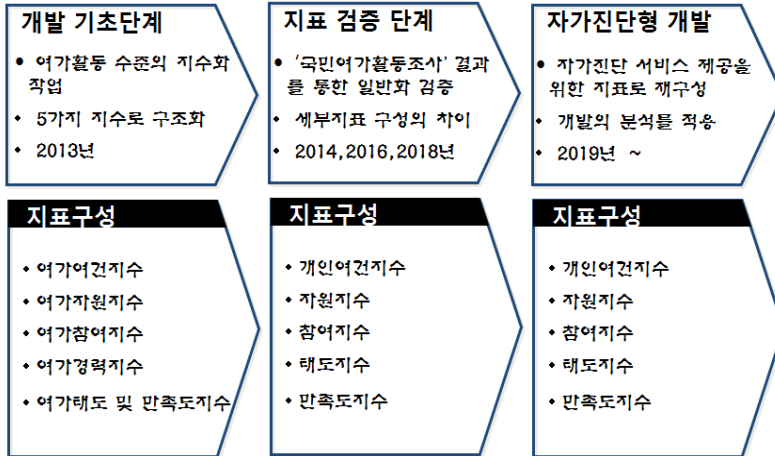 개발 기초단계
• 여가활동 수준의 지수화
작업
• 5가지 지수로 구조화
• 2013년
지표 검증 단계
• '국민여가활동조사' 결과
를 통한 일반화 검증
• 세부지표 구성의 차이
• 2014,2016,2018년
자가진단형 개발
• 자가진단 서비스 제공을
위한 지표로 재구성
• 개발의 분석틀 적용
• 2019년 ~
지표구성
• 여가여건지수
• 여가자원지수
• 여가참여지수
• 여가경력지수
• 여가태도 및 만족도지수
지표구성
• 개인여건지수
• 자원지수
• 참여지수
• 태도지수
• 만족도지수
지표구성
• 개인여건지수
• 자원지수
• 참여지수
• 태도지수
• 만족도지수